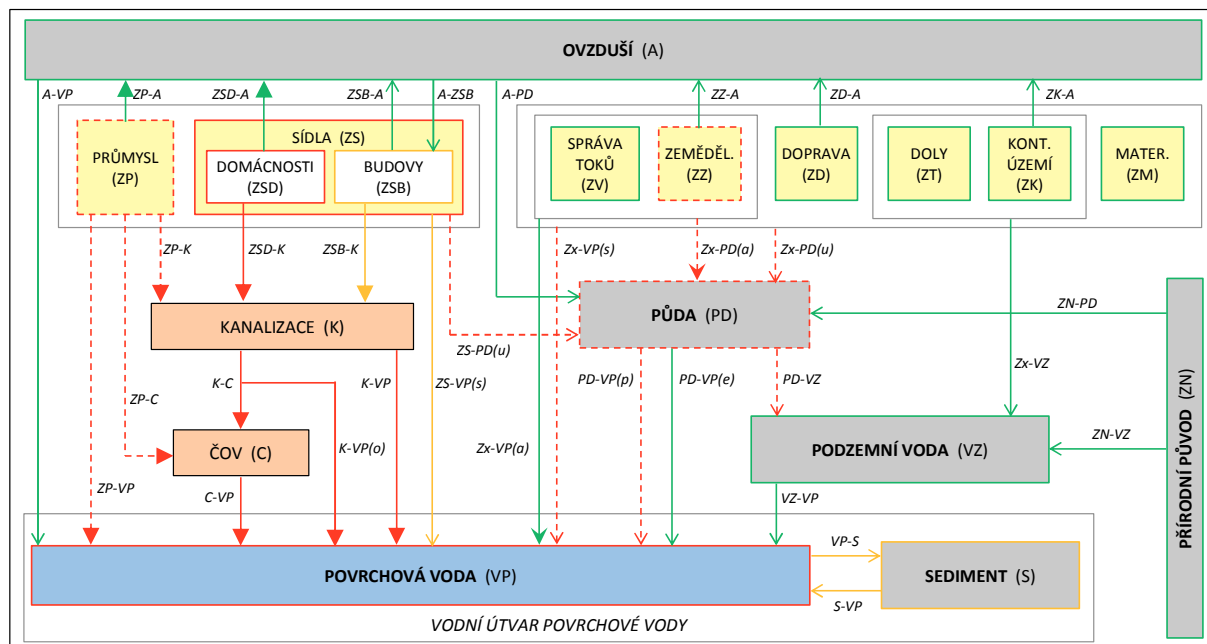 OVZDUŠÍ (A)
A-VP
ZP-A
ZSD-A
ZSB-A
A-ZSB
A-PD
ZZ-A
ZD-A
ZK-A
PRŮMYSL
(ZP)
SÍDLA (ZS)
DOMÁCNOSTI
(ZSD)
BUDOVY
(ZSB)
SPRÁVA
TOKŮ
(ZV)
ZEMĚDĚL.
(ZZ)
DOPRAVA
(ZD)
DOLY
(ZT)
KONT.
ÚZEMÍ
(ZK)
MATER.
(ZM)
ZP-K
ZSD-K
ZSB-K
Zx-VP(s)
Zx-PD(a)
Zx-PD(u)
KANALIZACE (K)
PŮDA (PD)
ZN-PD
ZS-PD(u)
Zx-VZ
ZP-C
K-C
K-VP
ZS-VP(s)
PD-VP(p)
PD-VP(e)
PD-VZ
ČOV (C)
K-VP(o)
Zx-VP(a)
PODZEMNÍ VODA (VZ)
ZN-VZ
PŘÍRODNÍ PŮVOD (ZN)
ZP-VP
C-VP
VZ-VP
POVRCHOVÁ VODA (VP)
VP-S
SEDIMENT (S)
S-VP
VODNÍ ÚTVAR POVRCHOVÉ VODY